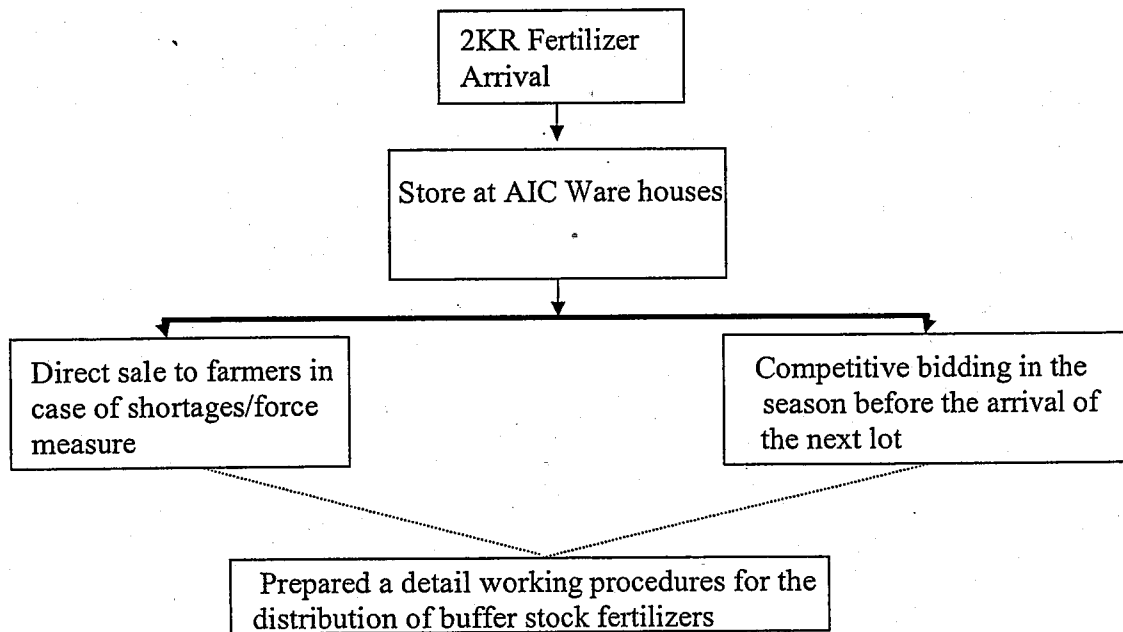 2KR Fertilizer
Arrival
Store at AIC Ware houses
Direct sale to farmers in
case of shortages/force
measure
Competitive bidding in the
season before the arrival of
the next lot
Prepared a detail working procedures for the
distribution of buffer stock fertilizers